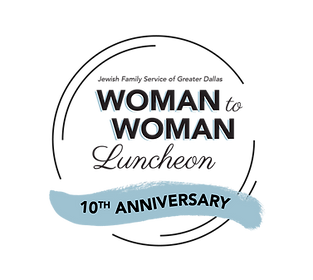 Jewish Family Service of Greater Dallas
WOMAN to
WOMAN
Luncheon
10TH ANNIVERSARY